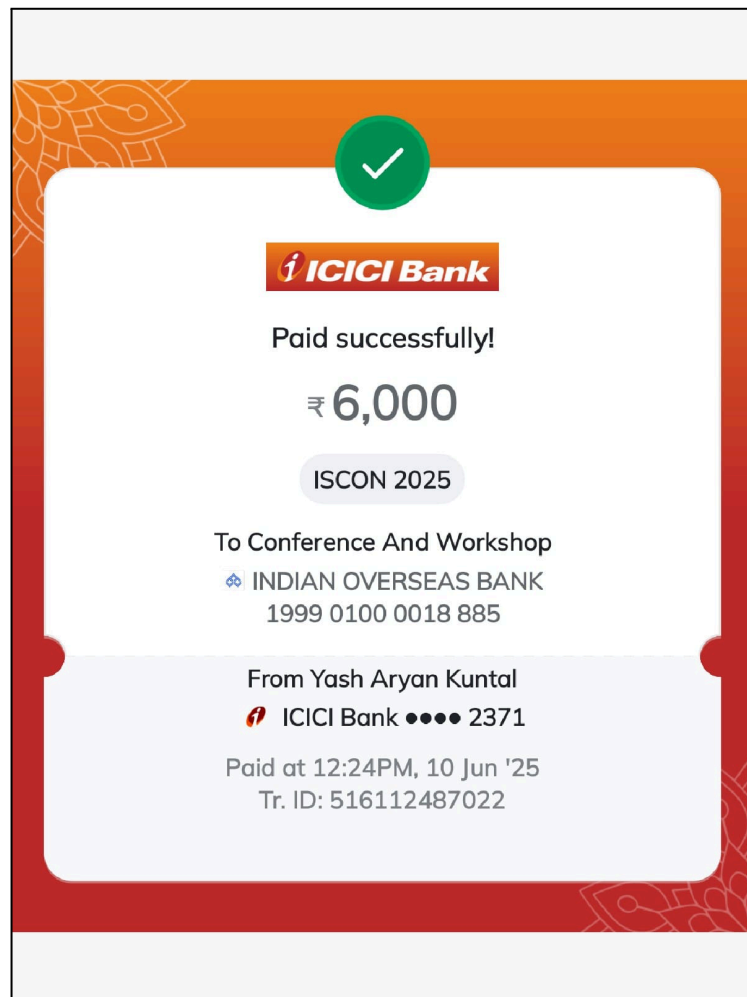 ICICI Bank
Paid successfully!
₹6,000
ISCON 2025
To Conference And Workshop
INDIAN OVERSEAS BANK
1999 0100 0018 885
From Yash Aryan Kuntal
ICICI Bank •••• 2371
Paid at 12:24PM, 10 Jun '25
Tr. ID: 516112487022